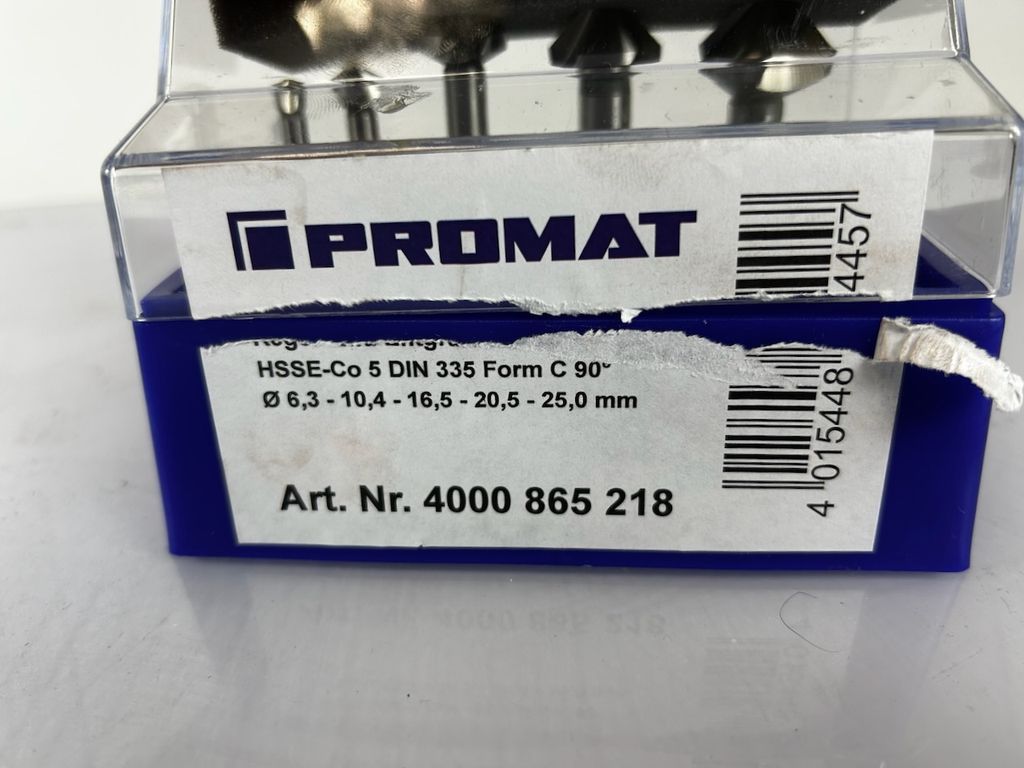 PROMAT
HSSE-Co 5 DIN 335 Form C 90°
Ø 6,3 - 10,4 - 16,5 - 20,5 - 25,0 mm
Art. Nr. 4000 865 218
4 015448
4457